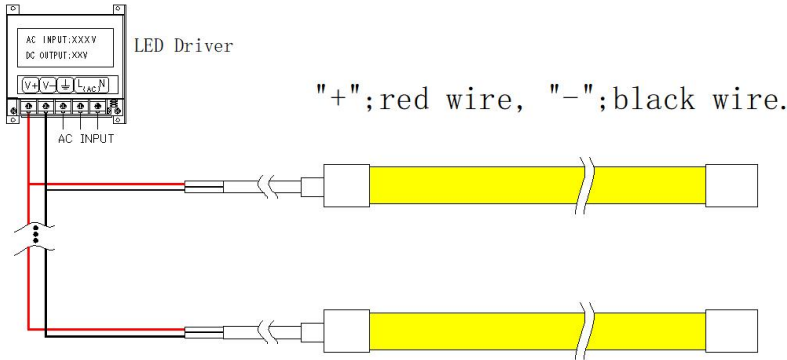 AC INPUT:XXXV
DC OUTPUT:XXV
LED Driver
V+ V- L (AC) N
AC INPUT
"+";red wire, "-";black wire.